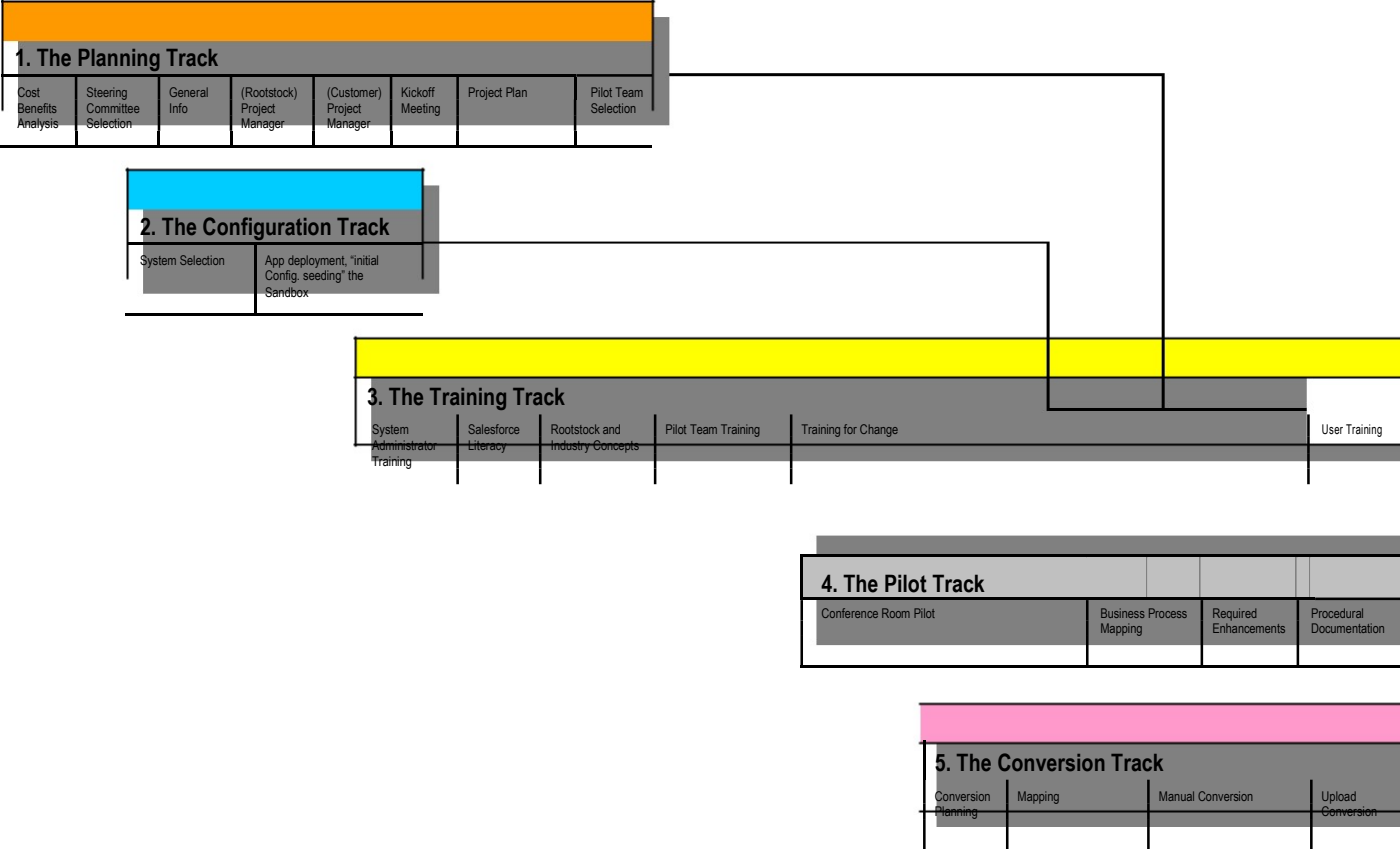 1. The Planning Track
Cost
Benefits
Analysis
Steering
Committee
Selection
General
Info
(Rootstock)
Project
Manager
(Customer)
Project
Manager
Kickoff
Meeting
Project Plan
Pilot Team
Selection
2. The Configuration Track
System Selection
App deployment, “initial
Config. seeding” the
Sandbox
3. The Training Track
System
Administrator
Training
Salesforce
Literacy
Rootstock and
Industry Concepts
Pilot Team Training
Training for Change
User Training
4. The Pilot Track
Conference Room Pilot
Business Process
Mapping
Required
Enhancements
Procedural
Documentation
5. The Conversion Track
Conversion
Planning
Mapping
Manual Conversion
Upload
Conversion